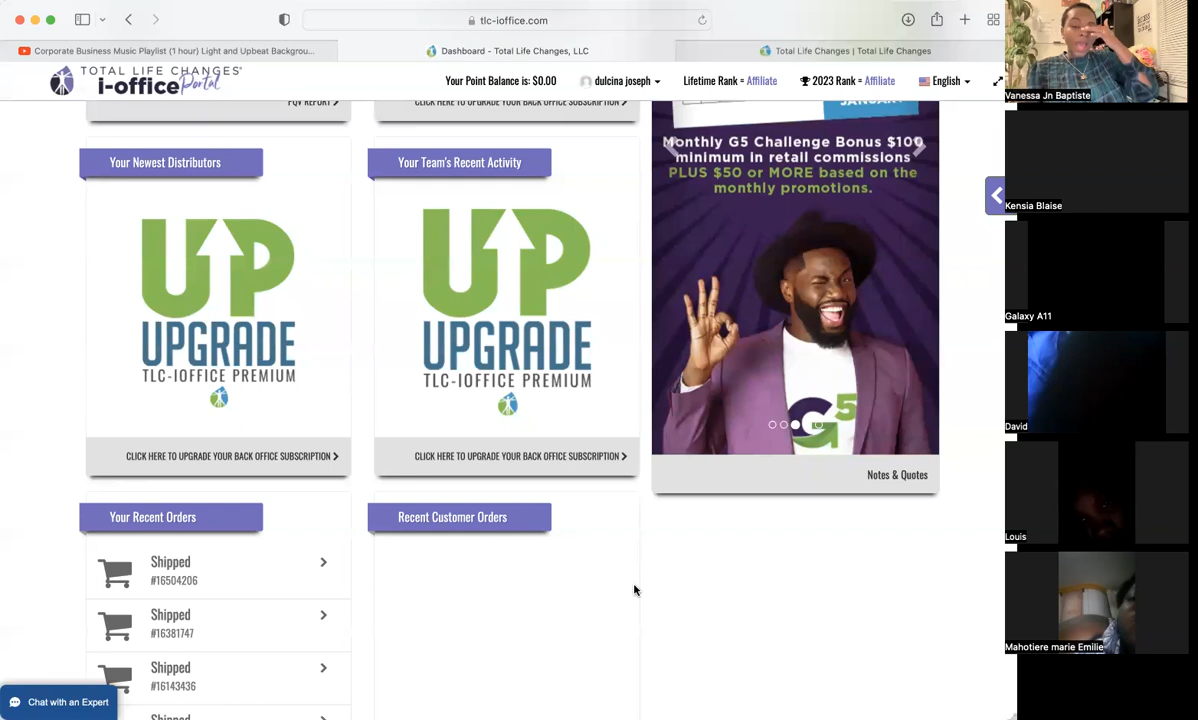 tlc-ioffice.com
Corporate Business Music Playlist (1 hour) Light and Upbeat Backgrou...
Dashboard - Total Life Changes, LLC
Total Life Changes | Total Life Changes
TOTAL LIFE CHANGES®
i-office Portal
Your Point Balance is: $0.00
dulcina joseph
Lifetime Rank = Affiliate
2023 Rank = Affiliate
English
PQV REPORT
CLICK HERE TO UPGRADE YOUR BACK OFFICE SUBSCRIPTION
JANUARY
Monthly G5 Challenge Bonus $100
minimum in retail commissions
PLUS $50 or MORE based on the
monthly promotions.
G5
Notes & Quotes
Your Newest Distributors
UP
UPGRADE
TLC-IOFFICE PREMIUM
CLICK HERE TO UPGRADE YOUR BACK OFFICE SUBSCRIPTION
Your Team's Recent Activity
UP
UPGRADE
TLC-IOFFICE PREMIUM
CLICK HERE TO UPGRADE YOUR BACK OFFICE SUBSCRIPTION
Your Recent Orders
Shipped
#16504206
Shipped
#16381747
Shipped
#16143436
Recent Customer Orders
Chat with an Expert
Vanessa Jn Baptiste
Kensia Blaise
Galaxy A11
David
Louis
Mahotiere marie Emilie